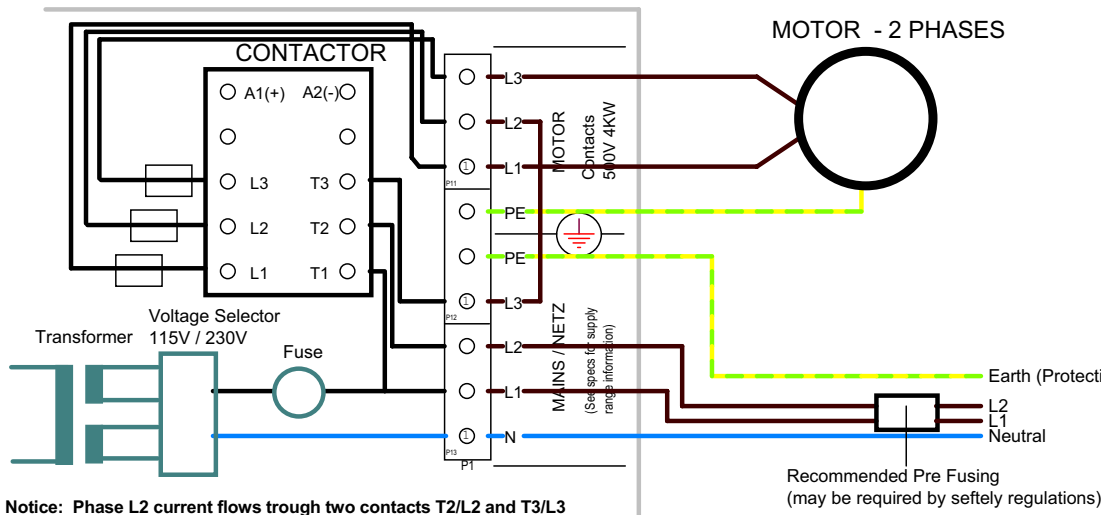 MOTOR - 2 PHASES
CONTACTOR
A1(+) A2(-)
L3 T3
L2 T2
L1 T1
L3
L2
L1
PE
PE
L3
L2
L1
N
1
1
1
P11
P12
P13
P1
MOTOR
Contacts
500V 4KW
MAINS / NETZ
(See specs for supply
range information)
Transformer
Voltage Selector
115V / 230V
Fuse
Earth (Protecti
L2
L1
Neutral
Recommended Pre Fusing
(may be required by seftely regulations)
Notice: Phase L2 current flows trough two contacts T2/L2 and T3/L3